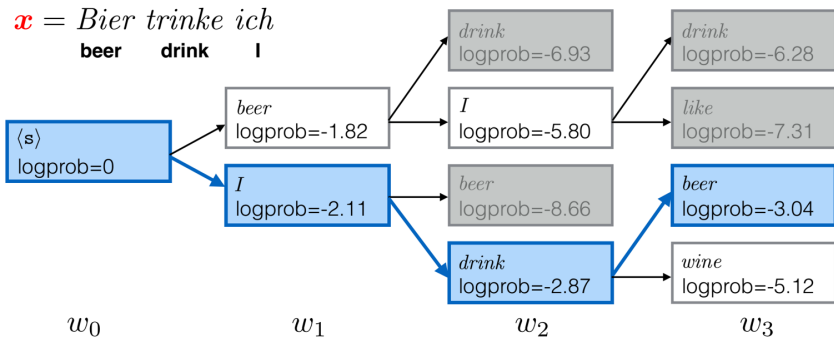 x = Bier trinke ich
beer drink I
⟨s⟩
logprob=0
beer
logprob=-1.82
I
logprob=-2.11
drink
logprob=-6.93
I
logprob=-5.80
beer
logprob=-8.66
drink
logprob=-2.87
drink
logprob=-6.28
like
logprob=-7.31
beer
logprob=-3.04
wine
logprob=-5.12
w₀ w₁ w₂ w₃